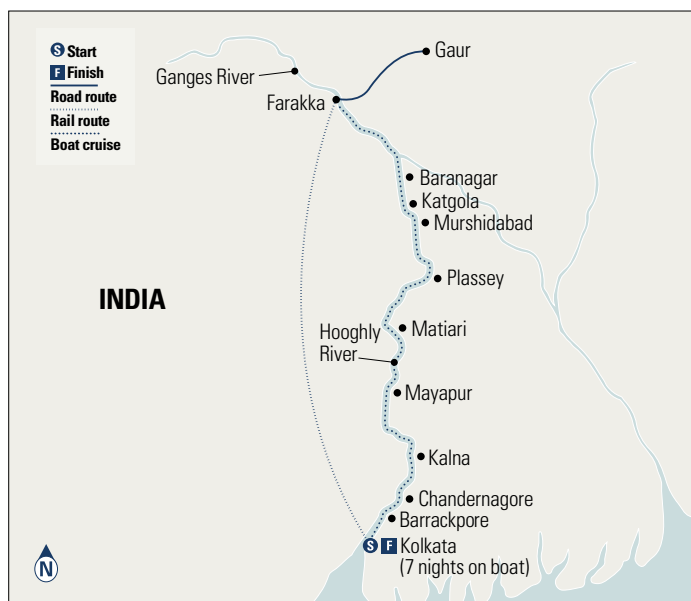 S Start
F Finish
Road route
Rail route
Boat cruise
Gaur
Ganges River
Farakka
Baranagar
Katgola
Murshidabad
Plassey
INDIA
Matiari
Hooghly
River
Mayapur
Kalna
Chandernagore
Barrackpore
S F Kolkata
(7 nights on boat)
N